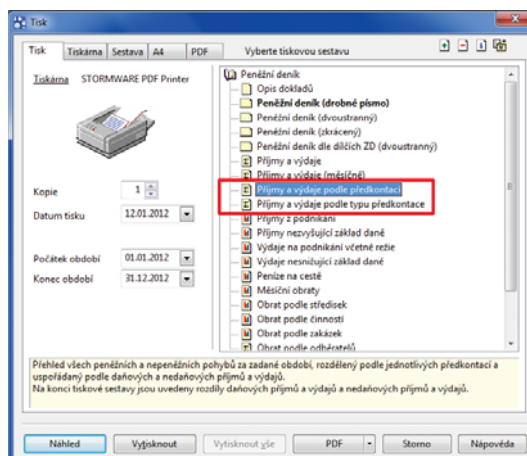 Tisk
Tisk Tiskárna Sestava A4 PDF Vyberte tiskovou sestavu
Tiskárna STORMWARE PDF Printer
Kopie 1
Datum tisku 12.01.2012
Počátek období 01.01.2012
Konec období 31.12.2012
Peněžní deník
Opis dokladů
Peněžní deník (drobné písmo)
Peněžní deník (dvoustranný)
Peněžní deník (zkrácený)
Peněžní deník dle dílčích ZD (dvoustranný)
Příjmy a výdaje
Příjmy a výdaje (měsíčně)
Příjmy a výdaje podle předkontací
Příjmy a výdaje podle typu předkontace
Příjmy z podnikání
Příjmy nezvyšující základ daně
Výdaje na podnikání včetně režie
Výdaje nesnižující základ daně
Peníze na cestě
Měsíční obraty
Obrat podle středisek
Obrat podle činností
Obrat podle zakázek
Obrat podle odběratelů
Přehled všech peněžních a nepeněžních pohybů za zadané období, rozdělený podle jednotlivých předkontací a
uspořádaný podle daňových a nedaňových příjmů a výdajů.
Na konci tiskové sestavy jsou uvedeny rozdíly daňových příjmů a výdajů a nedaňových příjmů a výdajů.
Náhled Vytisknout Vytisknout vše PDF Storno Nápověda